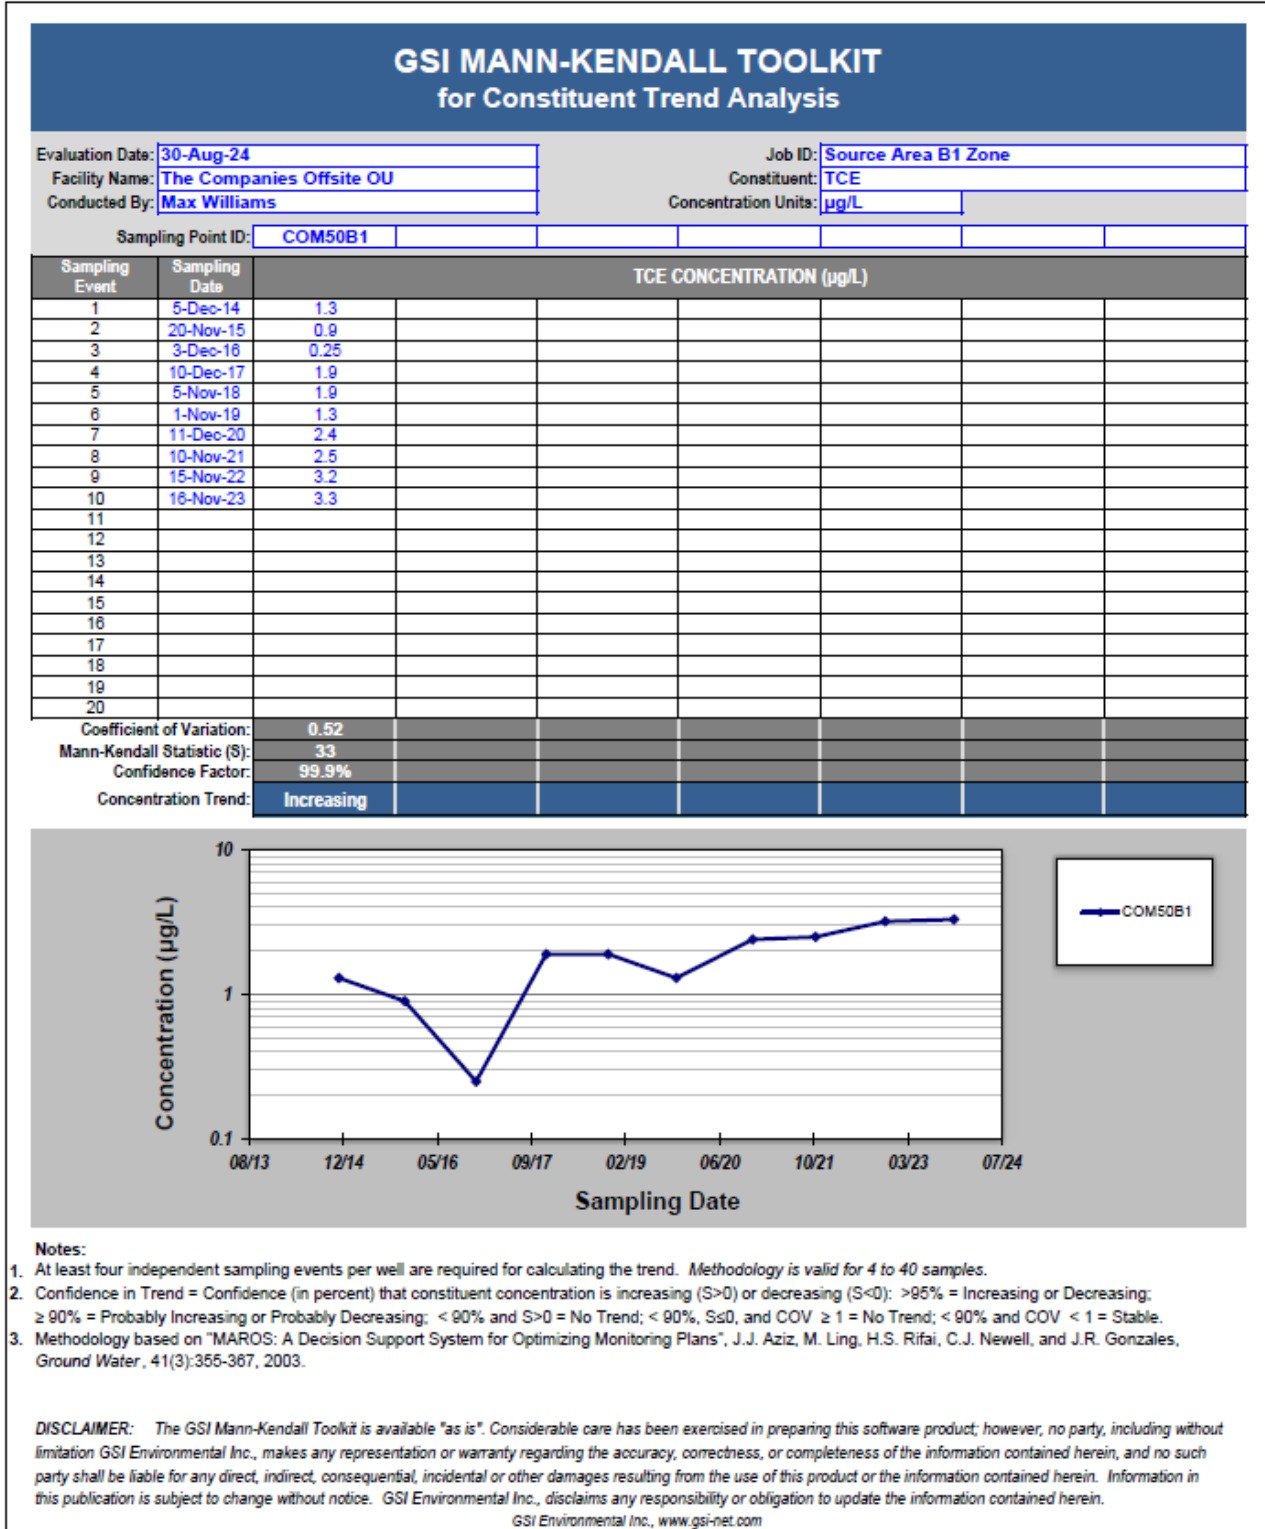 GSI MANN-KENDALL TOOLKIT
for Constituent Trend Analysis
Evaluation Date: 30-Aug-24 Job ID: Source Area B1 Zone
Facility Name: The Companies Offsite OU Constituent: TCE
Conducted By: Max Williams Concentration Units: µg/L
Sampling Point ID: COM50B1
Sampling Event Sampling Date TCE CONCENTRATION (µg/L)
1 5-Dec-14 1.3
2 20-Nov-15 0.9
3 3-Dec-16 0.25
4 10-Dec-17 1.9
5 5-Nov-18 1.9
6 1-Nov-19 1.3
7 11-Dec-20 2.4
8 10-Nov-21 2.5
9 15-Nov-22 3.2
10 16-Nov-23 3.3
11
12
13
14
15
16
17
18
19
20
Coefficient of Variation: 0.52
Mann-Kendall Statistic (S): 33
Confidence Factor: 99.9%
Concentration Trend: Increasing
10
1
0.1
Concentration (µg/L)
08/13 12/14 05/16 09/17 02/19 06/20 10/21 03/23 07/24
Sampling Date
COM50B1
Notes:
1. At least four independent sampling events per well are required for calculating the trend. Methodology is valid for 4 to 40 samples.
2. Confidence in Trend = Confidence (in percent) that constituent concentration is increasing (S>0) or decreasing (S<0): >95% = Increasing or Decreasing;
≥ 90% = Probably Increasing or Probably Decreasing; < 90% and S>0 = No Trend; < 90%, S≤0, and COV ≥ 1 = No Trend; < 90% and COV < 1 = Stable.
3. Methodology based on "MAROS: A Decision Support System for Optimizing Monitoring Plans", J.J. Aziz, M. Ling, H.S. Rifai, C.J. Newell, and J.R. Gonzales,
Ground Water, 41(3):355-367, 2003.
DISCLAIMER: The GSI Mann-Kendall Toolkit is available "as is". Considerable care has been exercised in preparing this software product; however, no party, including without
limitation GSI Environmental Inc., makes any representation or warranty regarding the accuracy, correctness, or completeness of the information contained herein, and no such
party shall be liable for any direct, indirect, consequential, incidental or other damages resulting from the use of this product or the information contained herein. Information in
this publication is subject to change without notice. GSI Environmental Inc., disclaims any responsibility or obligation to update the information contained herein.
GSI Environmental Inc., www.gsi-net.com